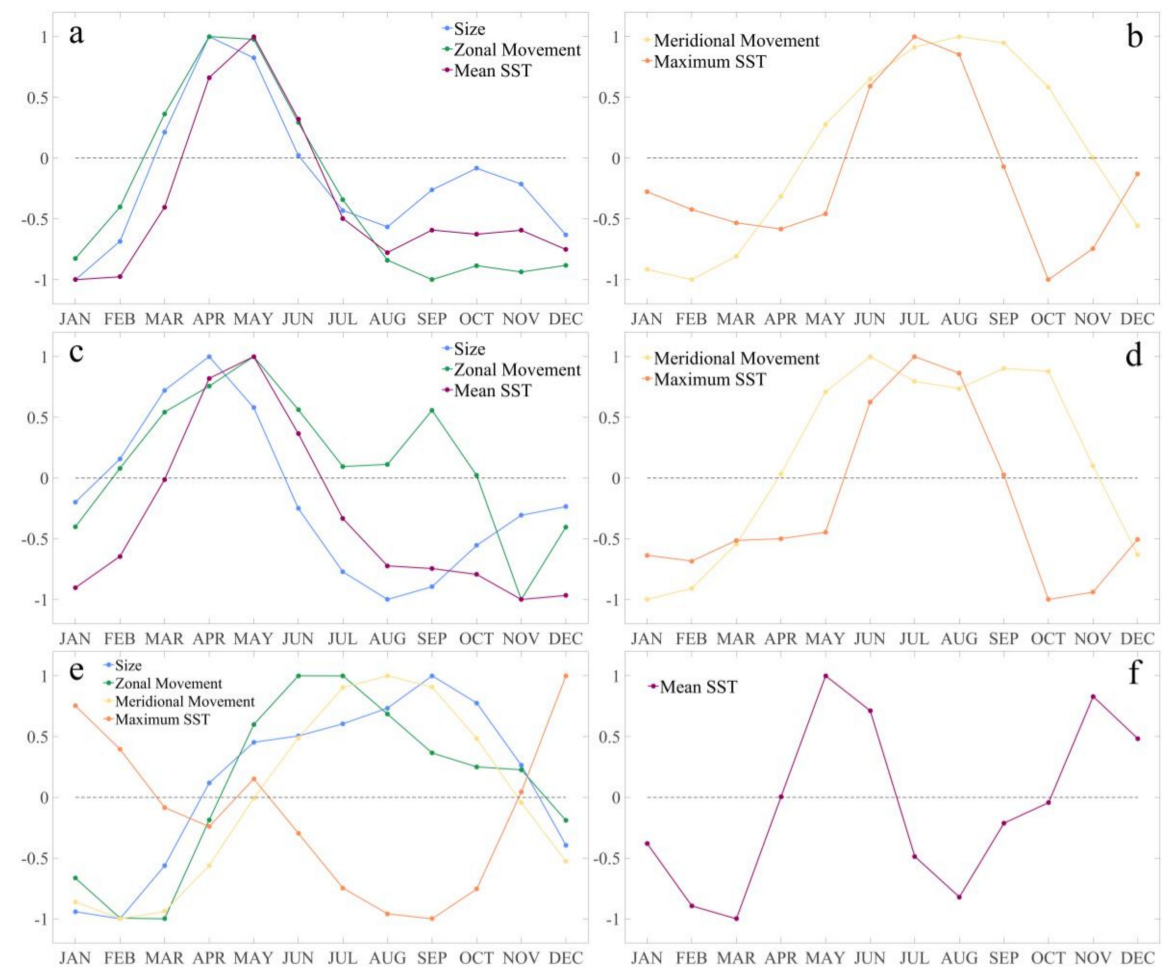 a
Size
Zonal Movement
Mean SST
1
0.5
0
-0.5
-1
JAN FEB MAR APR MAY JUN JUL AUG SEP OCT NOV DEC
b
Meridional Movement
Maximum SST
1
0.5
0
-0.5
-1
JAN FEB MAR APR MAY JUN JUL AUG SEP OCT NOV DEC
c
Size
Zonal Movement
Mean SST
1
0.5
0
-0.5
-1
JAN FEB MAR APR MAY JUN JUL AUG SEP OCT NOV DEC
d
Meridional Movement
Maximum SST
1
0.5
0
-0.5
-1
JAN FEB MAR APR MAY JUN JUL AUG SEP OCT NOV DEC
e
Size
Zonal Movement
Meridional Movement
Maximum SST
1
0.5
0
-0.5
-1
JAN FEB MAR APR MAY JUN JUL AUG SEP OCT NOV DEC
f
Mean SST
1
0.5
0
-0.5
-1
JAN FEB MAR APR MAY JUN JUL AUG SEP OCT NOV DEC